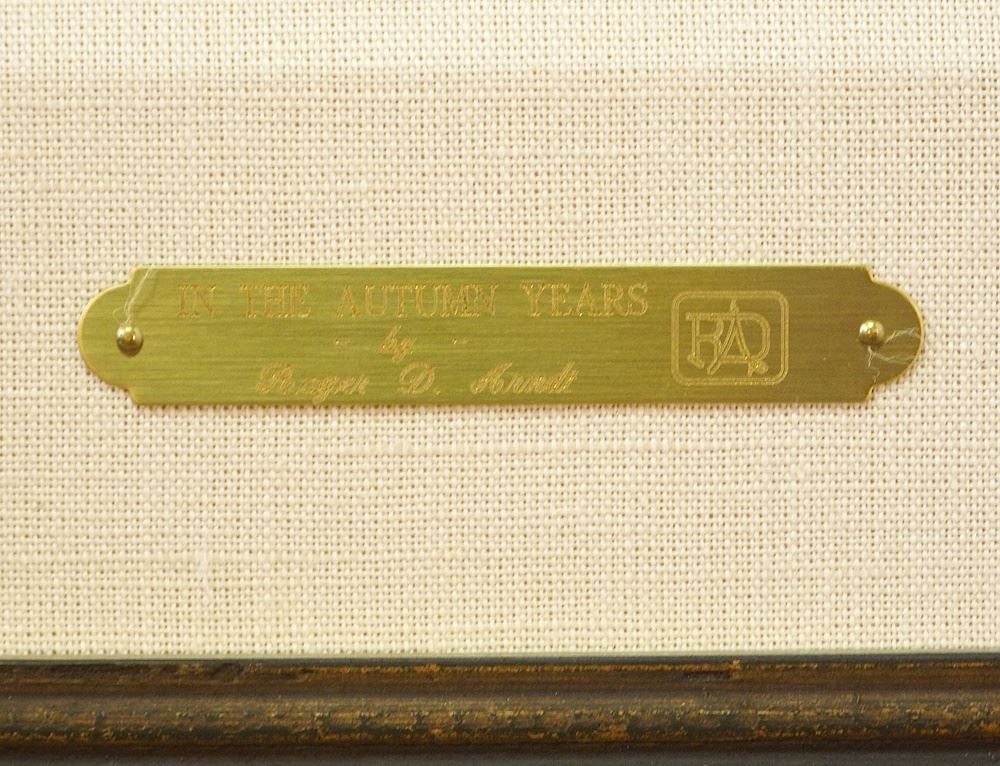 IN THE AUTUMN YEARS
- by -
Roger D. Arndt
RAD